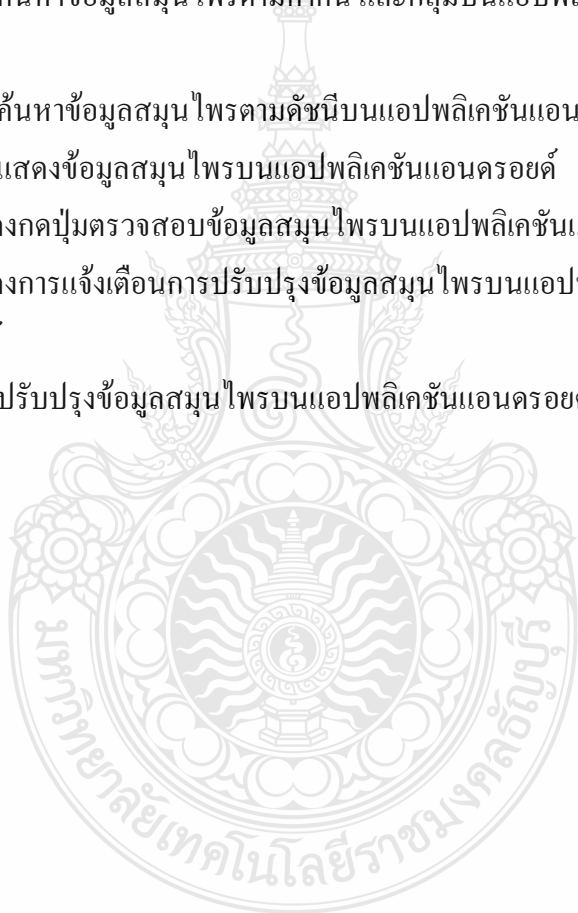 ค้นหาข้อมูลสมุนไพรตามดัชนีบนแอปพลิเคชันแอน
แสดงข้อมูลสมุนไพรบนแอปพลิเคชันแอนดรอยด์
งกดปุ่มตรวจสอบข้อมูลสมุนไพรบนแอปพลิเคชันแ
งการแจ้งเตือนการปรับปรุงข้อมูลสมุนไพรบนแอป
ปรับปรุงข้อมูลสมุนไพรบนแอปพลิเคชันแอนดรอยด
มหาวิทยาลัยเทคโนโลยีราชมงคลธัญบุรี